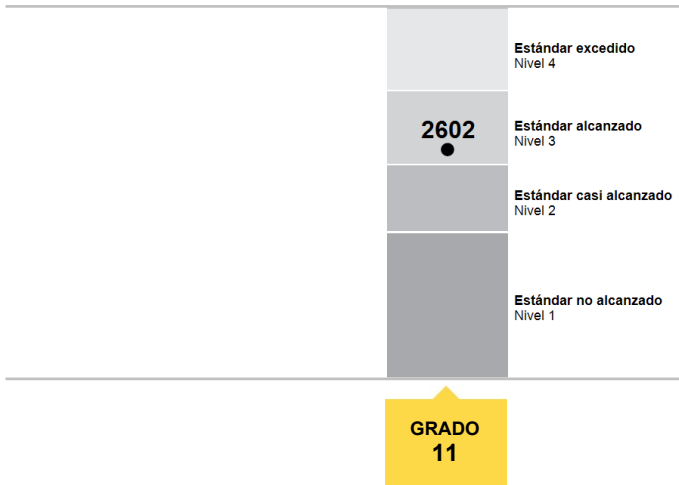 Estándar excedido
Nivel 4
2602
Estándar alcanzado
Nivel 3
Estándar casi alcanzado
Nivel 2
Estándar no alcanzado
Nivel 1
GRADO
11